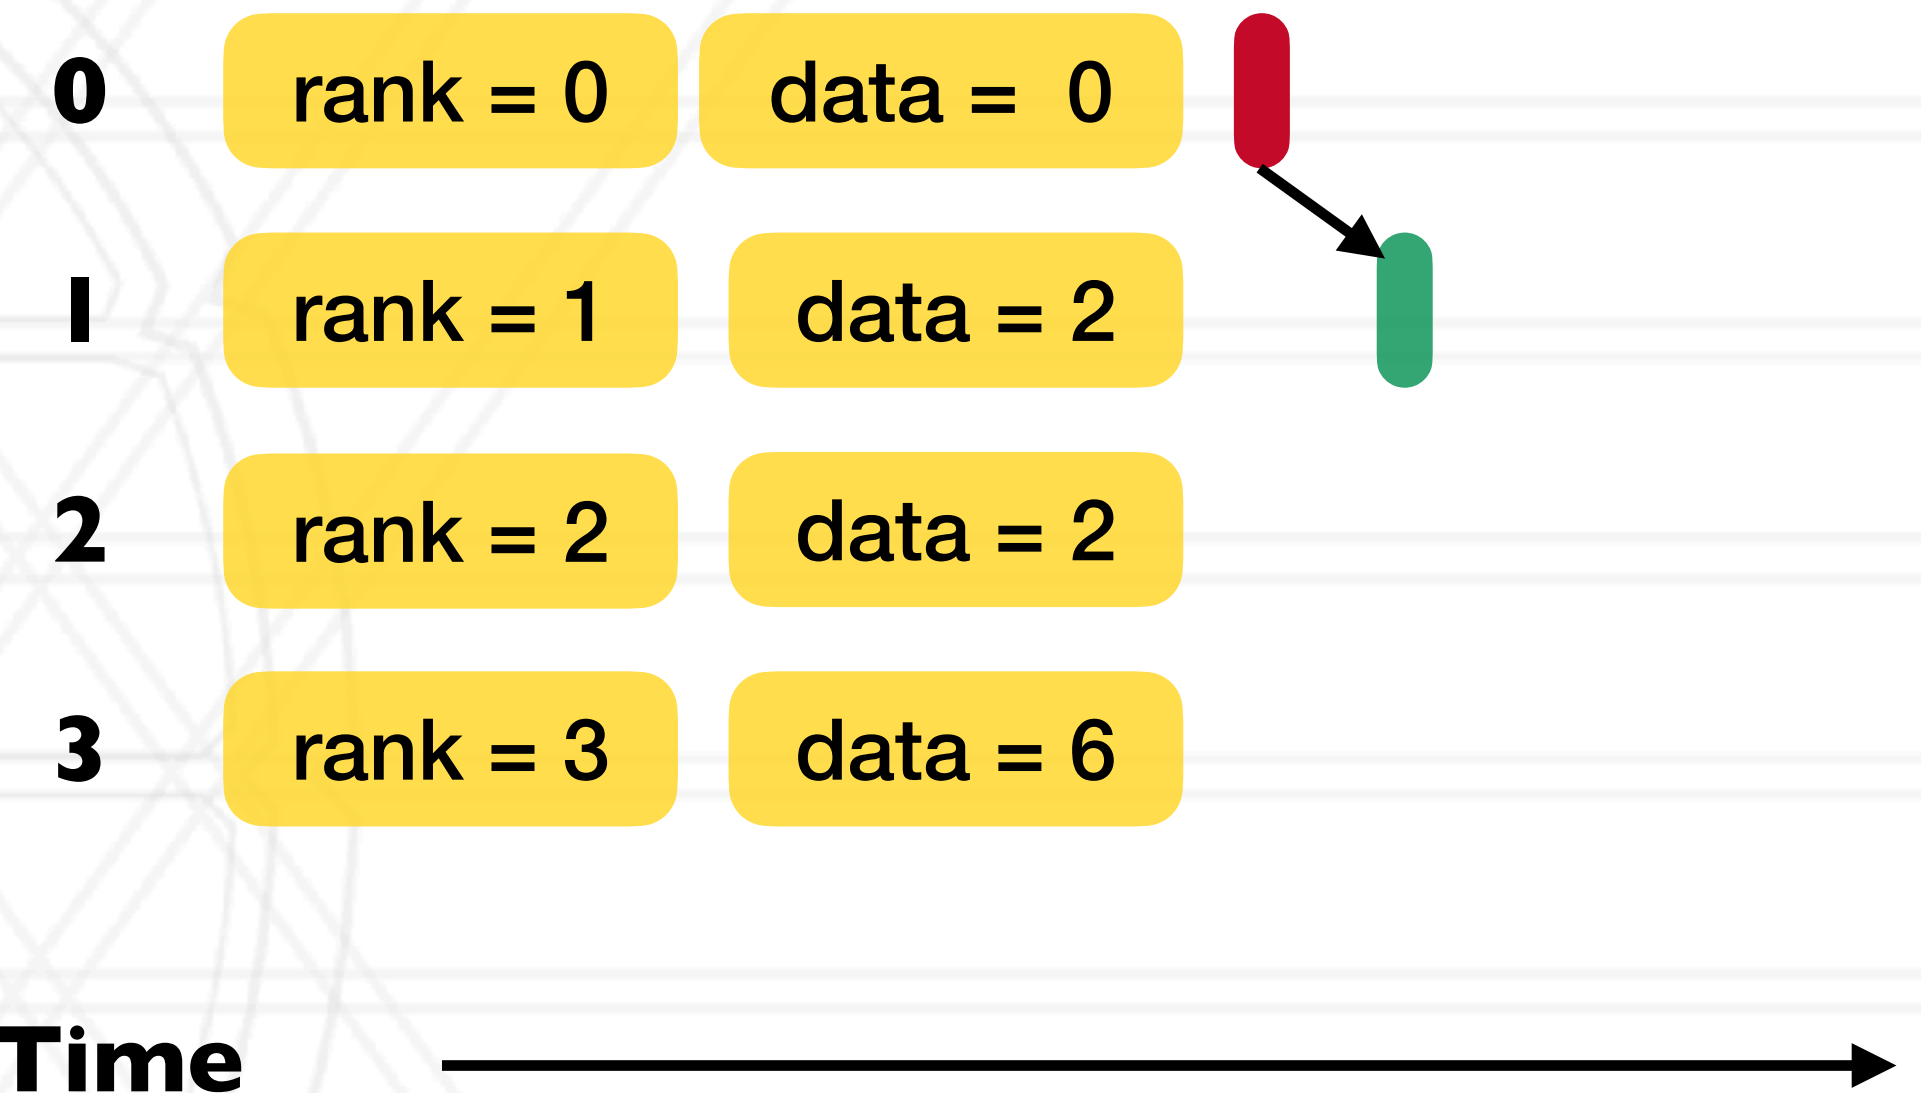 0 rank = 0 data = 0
1 rank = 1 data = 2
2 rank = 2 data = 2
3 rank = 3 data = 6
Time